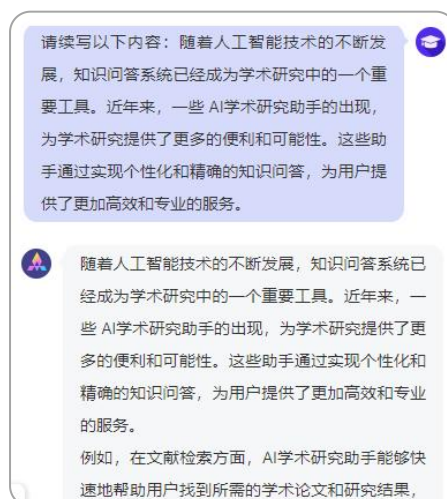 请续写以下内容：随着人工智能技术的不断发
展，知识问答系统已经成为学术研究中的一个重
要工具。近年来，一些 AI学术研究助手的出现，
为学术研究提供了更多的便利和可能性。这些助
手通过实现个性化和精确的知识问答，为用户提
供了更加高效和专业的服务。
随着人工智能技术的不断发展，知识问答系统已
经成为学术研究中的一个重要工具。近年来，一
些 AI学术研究助手的出现，为学术研究提供了更
多的便利和可能性。这些助手通过实现个性化和
精确的知识问答，为用户提供了更加高效和专业
的服务。
例如，在文献检索方面，AI学术研究助手能够快
速地帮助用户找到所需的学术论文和研究结果，